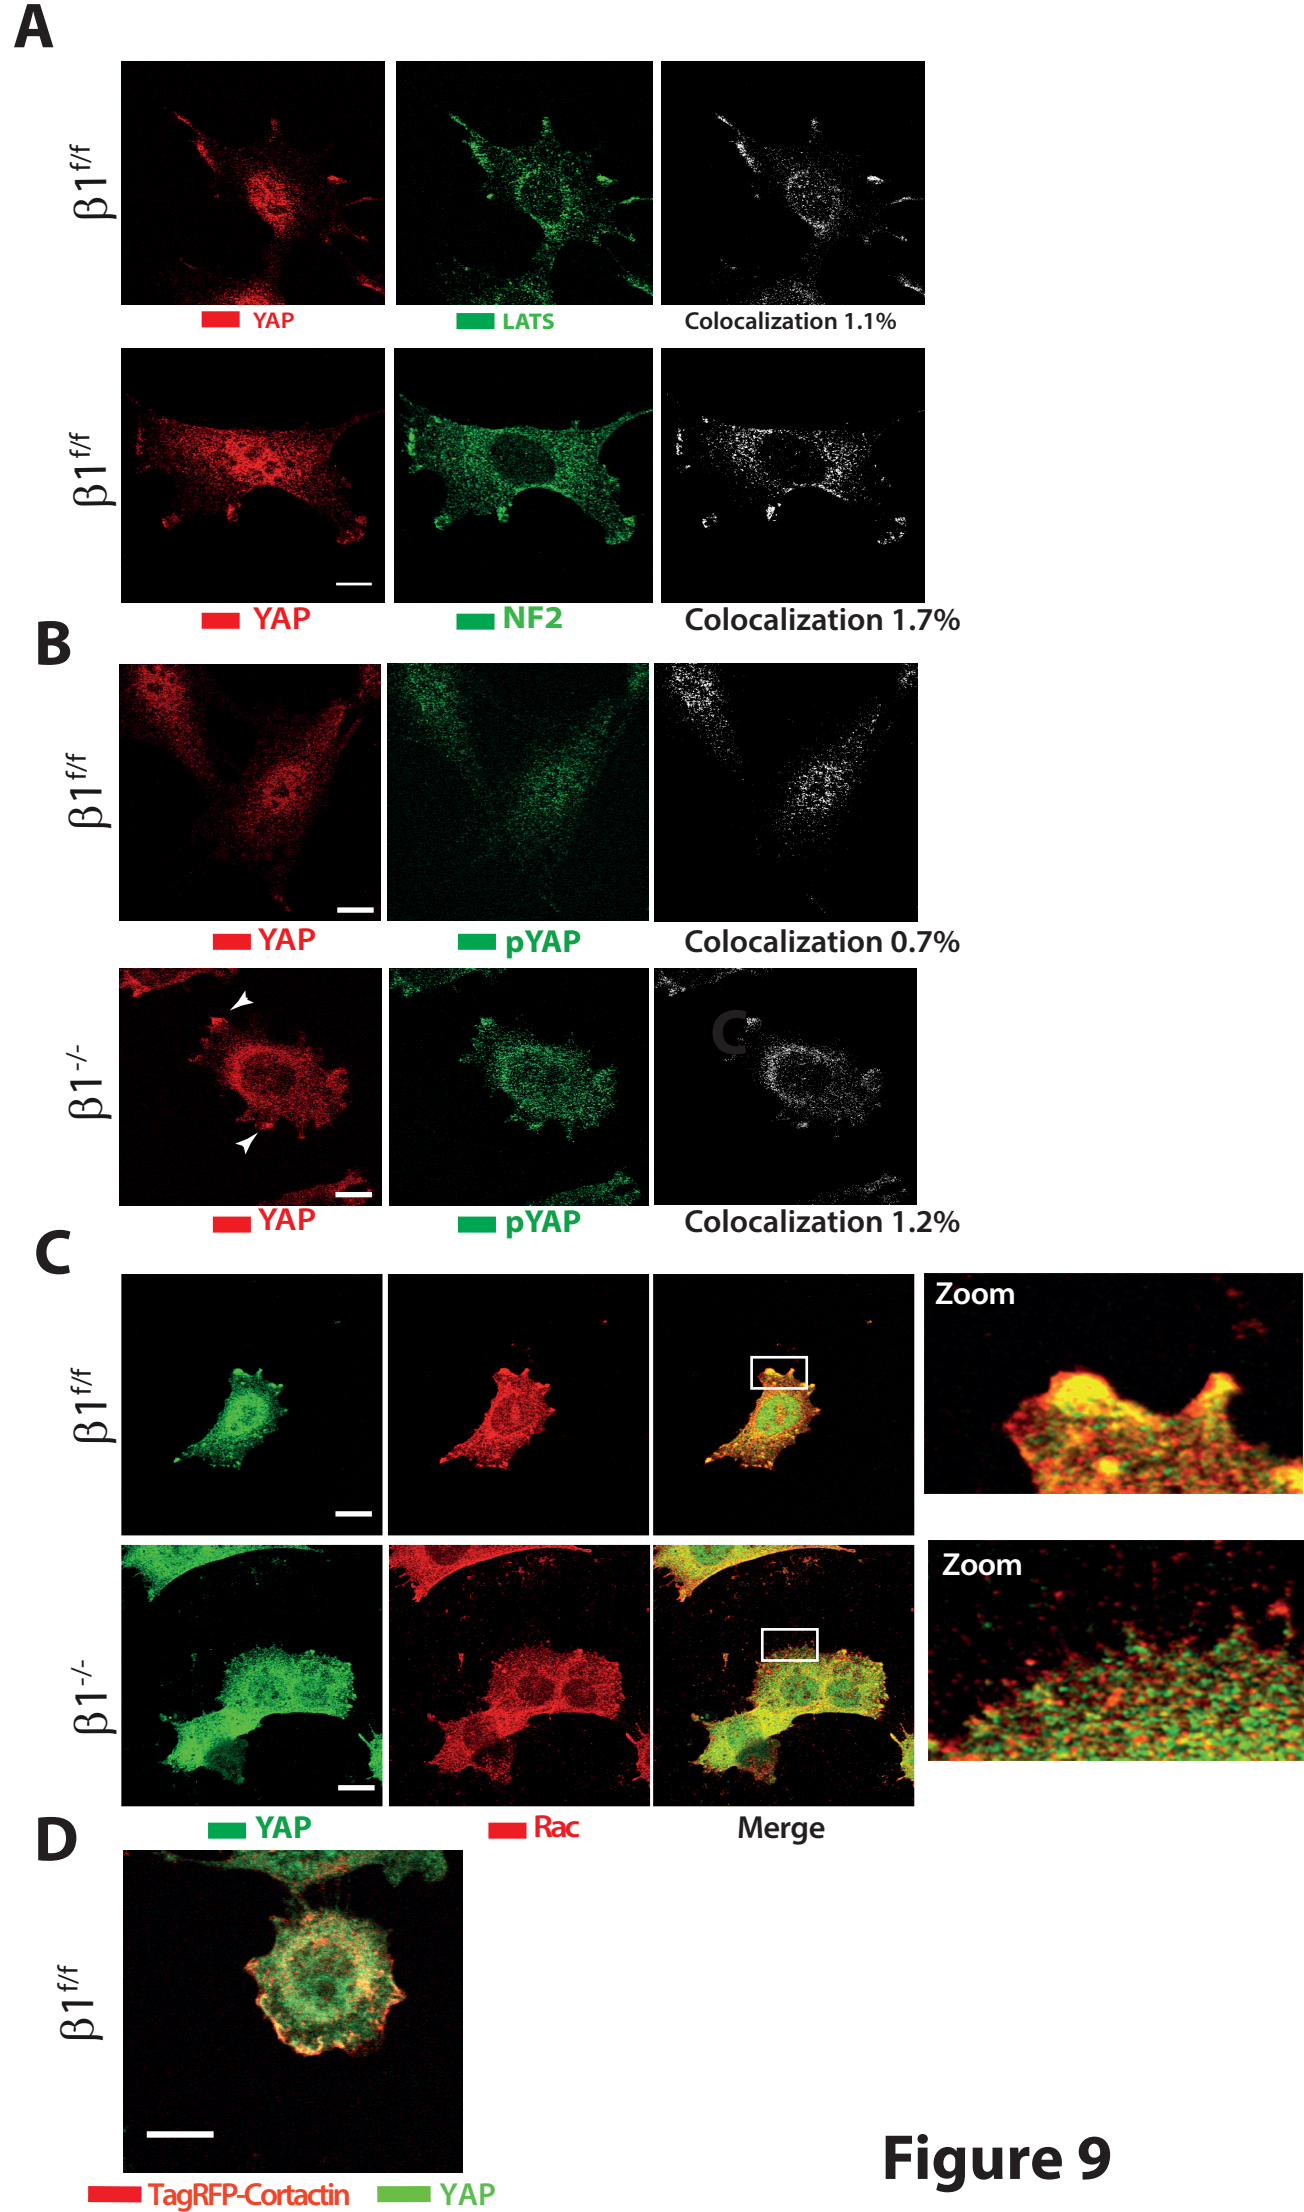 A
β1f/f
YAP
LATS
Colocalization 1.1%
β1f/f
YAP
NF2
Colocalization 1.7%
B
β1f/f
YAP
pYAP
Colocalization 0.7%
β1-/-
C
YAP
pYAP
Colocalization 1.2%
C
β1f/f
Zoom
β1-/-
Zoom
YAP
Rac
Merge
D
β1f/f
TagRFP-Cortactin
YAP
Figure 9